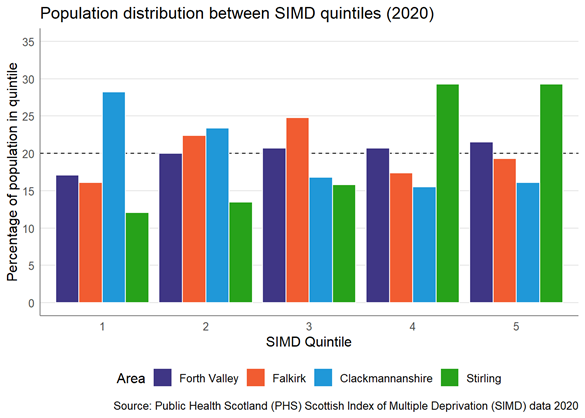 Population distribution between SIMD quintiles (2020)
Percentage of population in quintile
35
30
25
20
15
10
5
0
1 2 3 4 5
SIMD Quintile
Area Forth Valley Falkirk Clackmannanshire Stirling
Source: Public Health Scotland (PHS) Scottish Index of Multiple Deprivation (SIMD) data 2020